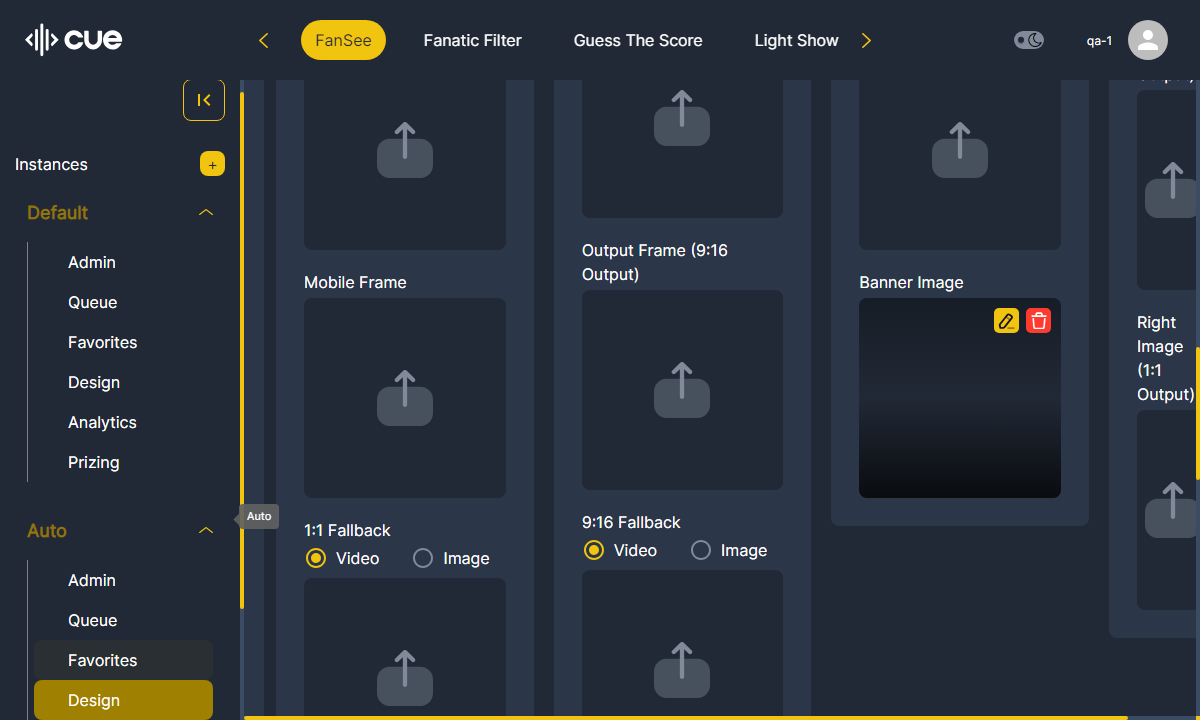 cue
FanSee
Fanatic Filter
Guess The Score
Light Show
qa-1
Instances
+
Default
Admin
Queue
Favorites
Design
Analytics
Prizing
Auto
Admin
Queue
Favorites
Design
Auto
Mobile Frame
1:1 Fallback
Video
Image
Output Frame (9:16
Output)
9:16 Fallback
Video
Image
Banner Image
Right
Image
(1:1
Output)